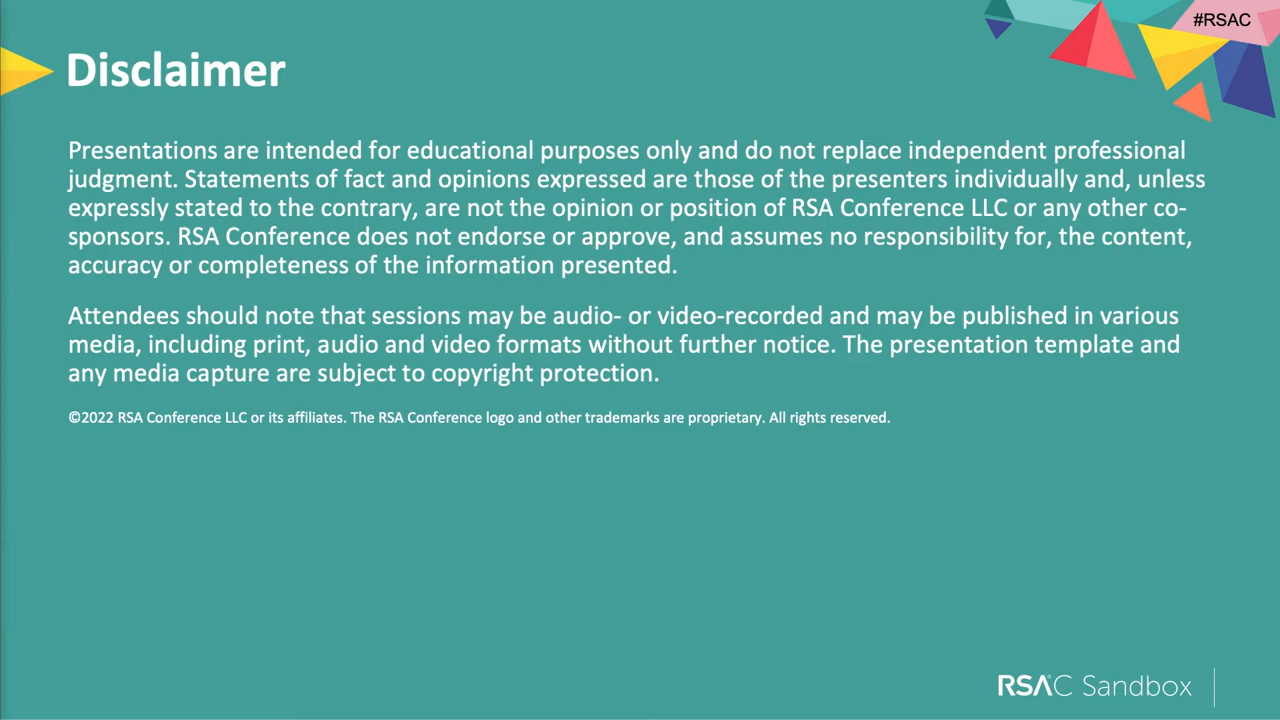 #RSAC
Disclaimer
Presentations are intended for educational purposes only and do not replace independent professional
judgment. Statements of fact and opinions expressed are those of the presenters individually and, unless
expressly stated to the contrary, are not the opinion or position of RSA Conference LLC or any other co-
sponsors. RSA Conference does not endorse or approve, and assumes no responsibility for, the content,
accuracy or completeness of the information presented.
Attendees should note that sessions may be audio- or video-recorded and may be published in various
media, including print, audio and video formats without further notice. The presentation template and
any media capture are subject to copyright protection.
©2022 RSA Conference LLC or its affiliates. The RSA Conference logo and other trademarks are proprietary. All rights reserved.
RSAC Sandbox